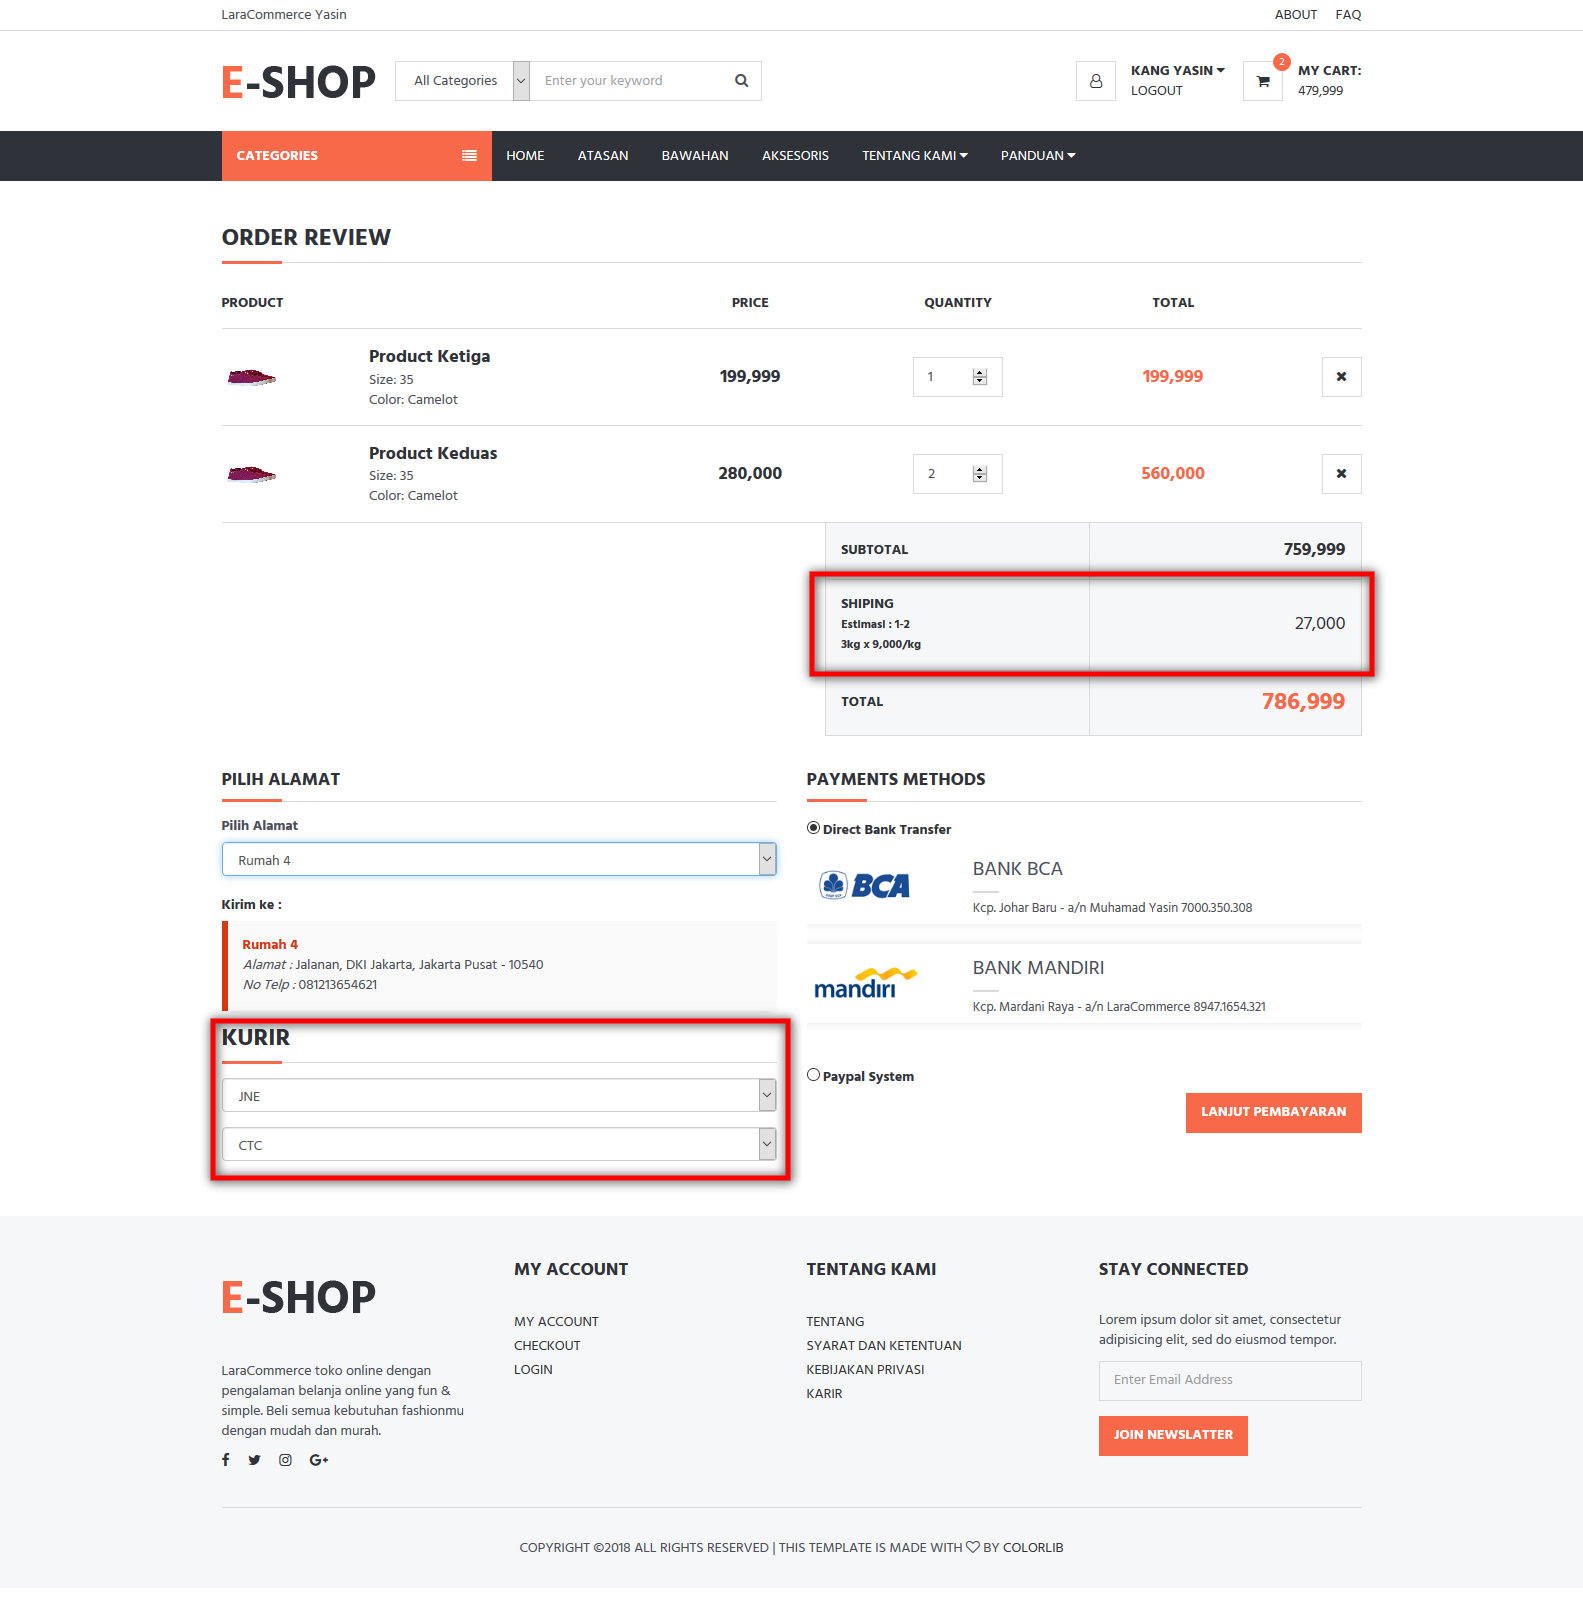 LaraCommerce Yasin
ABOUT FAQ
E-SHOP
All Categories
Enter your keyword
KANG YASIN
LOGOUT
2
MY CART:
479,999
CATEGORIES
HOME ATASAN BAWAHAN AKSESORIS TENTANG KAMI PANDUAN
ORDER REVIEW
PRODUCT PRICE QUANTITY TOTAL
Product Ketiga
Size: 35
Color: Camelot
199,999 1 199,999
Product Keduas
Size: 35
Color: Camelot
280,000 2 560,000
SUBTOTAL 759,999
SHIPING
Estimasi : 1-2
3kg x 9,000/kg
27,000
TOTAL 786,999
PILIH ALAMAT
Pilih Alamat
Rumah 4
Kirim ke :
Rumah 4
Alamat : Jalanan, DKI Jakarta, Jakarta Pusat - 10540
No Telp : 081213654621
KURIR
JNE
CTC
PAYMENTS METHODS
Direct Bank Transfer
BCA
BANK BCA
Kcp. Johar Baru - a/n Muhamad Yasin 7000.350.308
mandiri
BANK MANDIRI
Kcp. Mardani Raya - a/n LaraCommerce 8947.1654.321
Paypal System
LANJUT PEMBAYARAN
E-SHOP
LaraCommerce toko online dengan
pengalaman belanja online yang fun &
simple. Beli semua kebutuhan fashionmu
dengan mudah dan murah.
MY ACCOUNT
MY ACCOUNT
CHECKOUT
LOGIN
TENTANG KAMI
TENTANG
SYARAT DAN KETENTUAN
KEBIJAKAN PRIVASI
KARIR
STAY CONNECTED
Lorem ipsum dolor sit amet, consectetur
adipisicing elit, sed do eiusmod tempor.
Enter Email Address
JOIN NEWSLATTER
COPYRIGHT ©2018 ALL RIGHTS RESERVED | THIS TEMPLATE IS MADE WITH ♡ BY COLORLIB